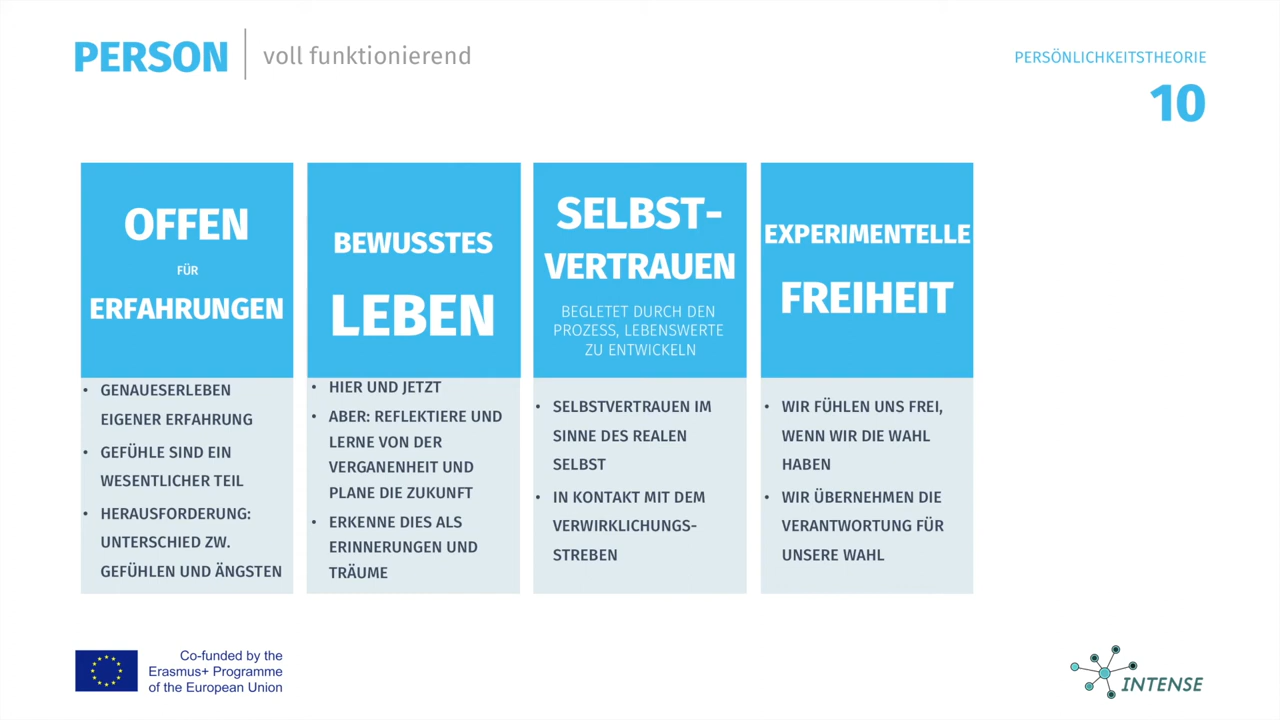 PERSON
voll funktionierend
PERSÖNLICHKEITSTHEORIE
10
OFFEN
FÜR
ERFAHRUNGEN
• GENAUESERLEBEN
EIGENER ERFAHRUNG
• GEFÜHLE SIND EIN
WESENTLICHER TEIL
• HERAUSFORDERUNG:
UNTERSCHIED ZW.
GEFÜHLEN UND ÄNGSTEN
BEWUSSTES
LEBEN
• HIER UND JETZT
• ABER: REFLEKTIERE UND
LERNE VON DER
VERGANENHEIT UND
PLANE DIE ZUKUNFT
• ERKENNE DIES ALS
ERINNERUNGEN UND
TRÄUME
SELBST-
VERTRAUEN
BEGLETET DURCH DEN
PROZESS, LEBENSWERTE
ZU ENTWICKELN
• SELBSTVERTRAUEN IM
SINNE DES REALEN
SELBST
• IN KONTAKT MIT DEM
VERWIRKLICHUNGS-
STREBEN
EXPERIMENTELLE
FREIHEIT
• WIR FÜHLEN UNS FREI,
WENN WIR DIE WAHL
HABEN
• WIR ÜBERNEHMEN DIE
VERANTWORTUNG FÜR
UNSERE WAHL
Co-funded by the
Erasmus+ Programme
of the European Union
INTENSE